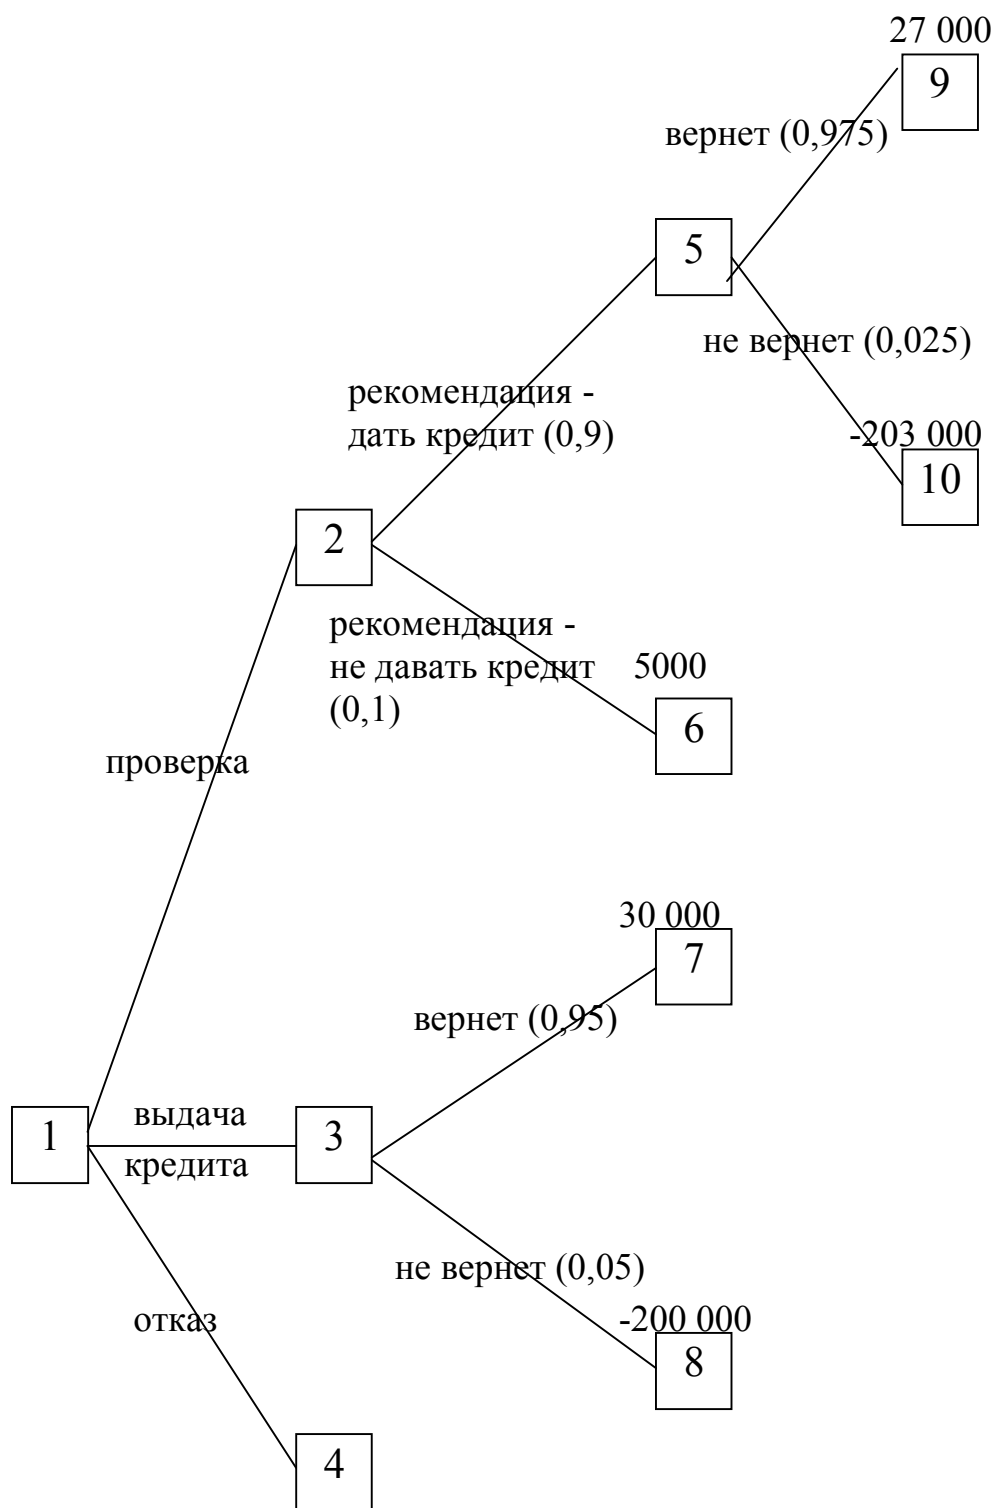 27 000
9
вернет (0,975)
5
не вернет (0,025)
рекомендация -
дать кредит (0,9)
-203 000
10
2
рекомендация -
не давать кредит
(0,1)
5000
6
проверка
30 000
7
вернет (0,95)
1
выдача
кредита
3
не вернет (0,05)
отказ
-200 000
8
4